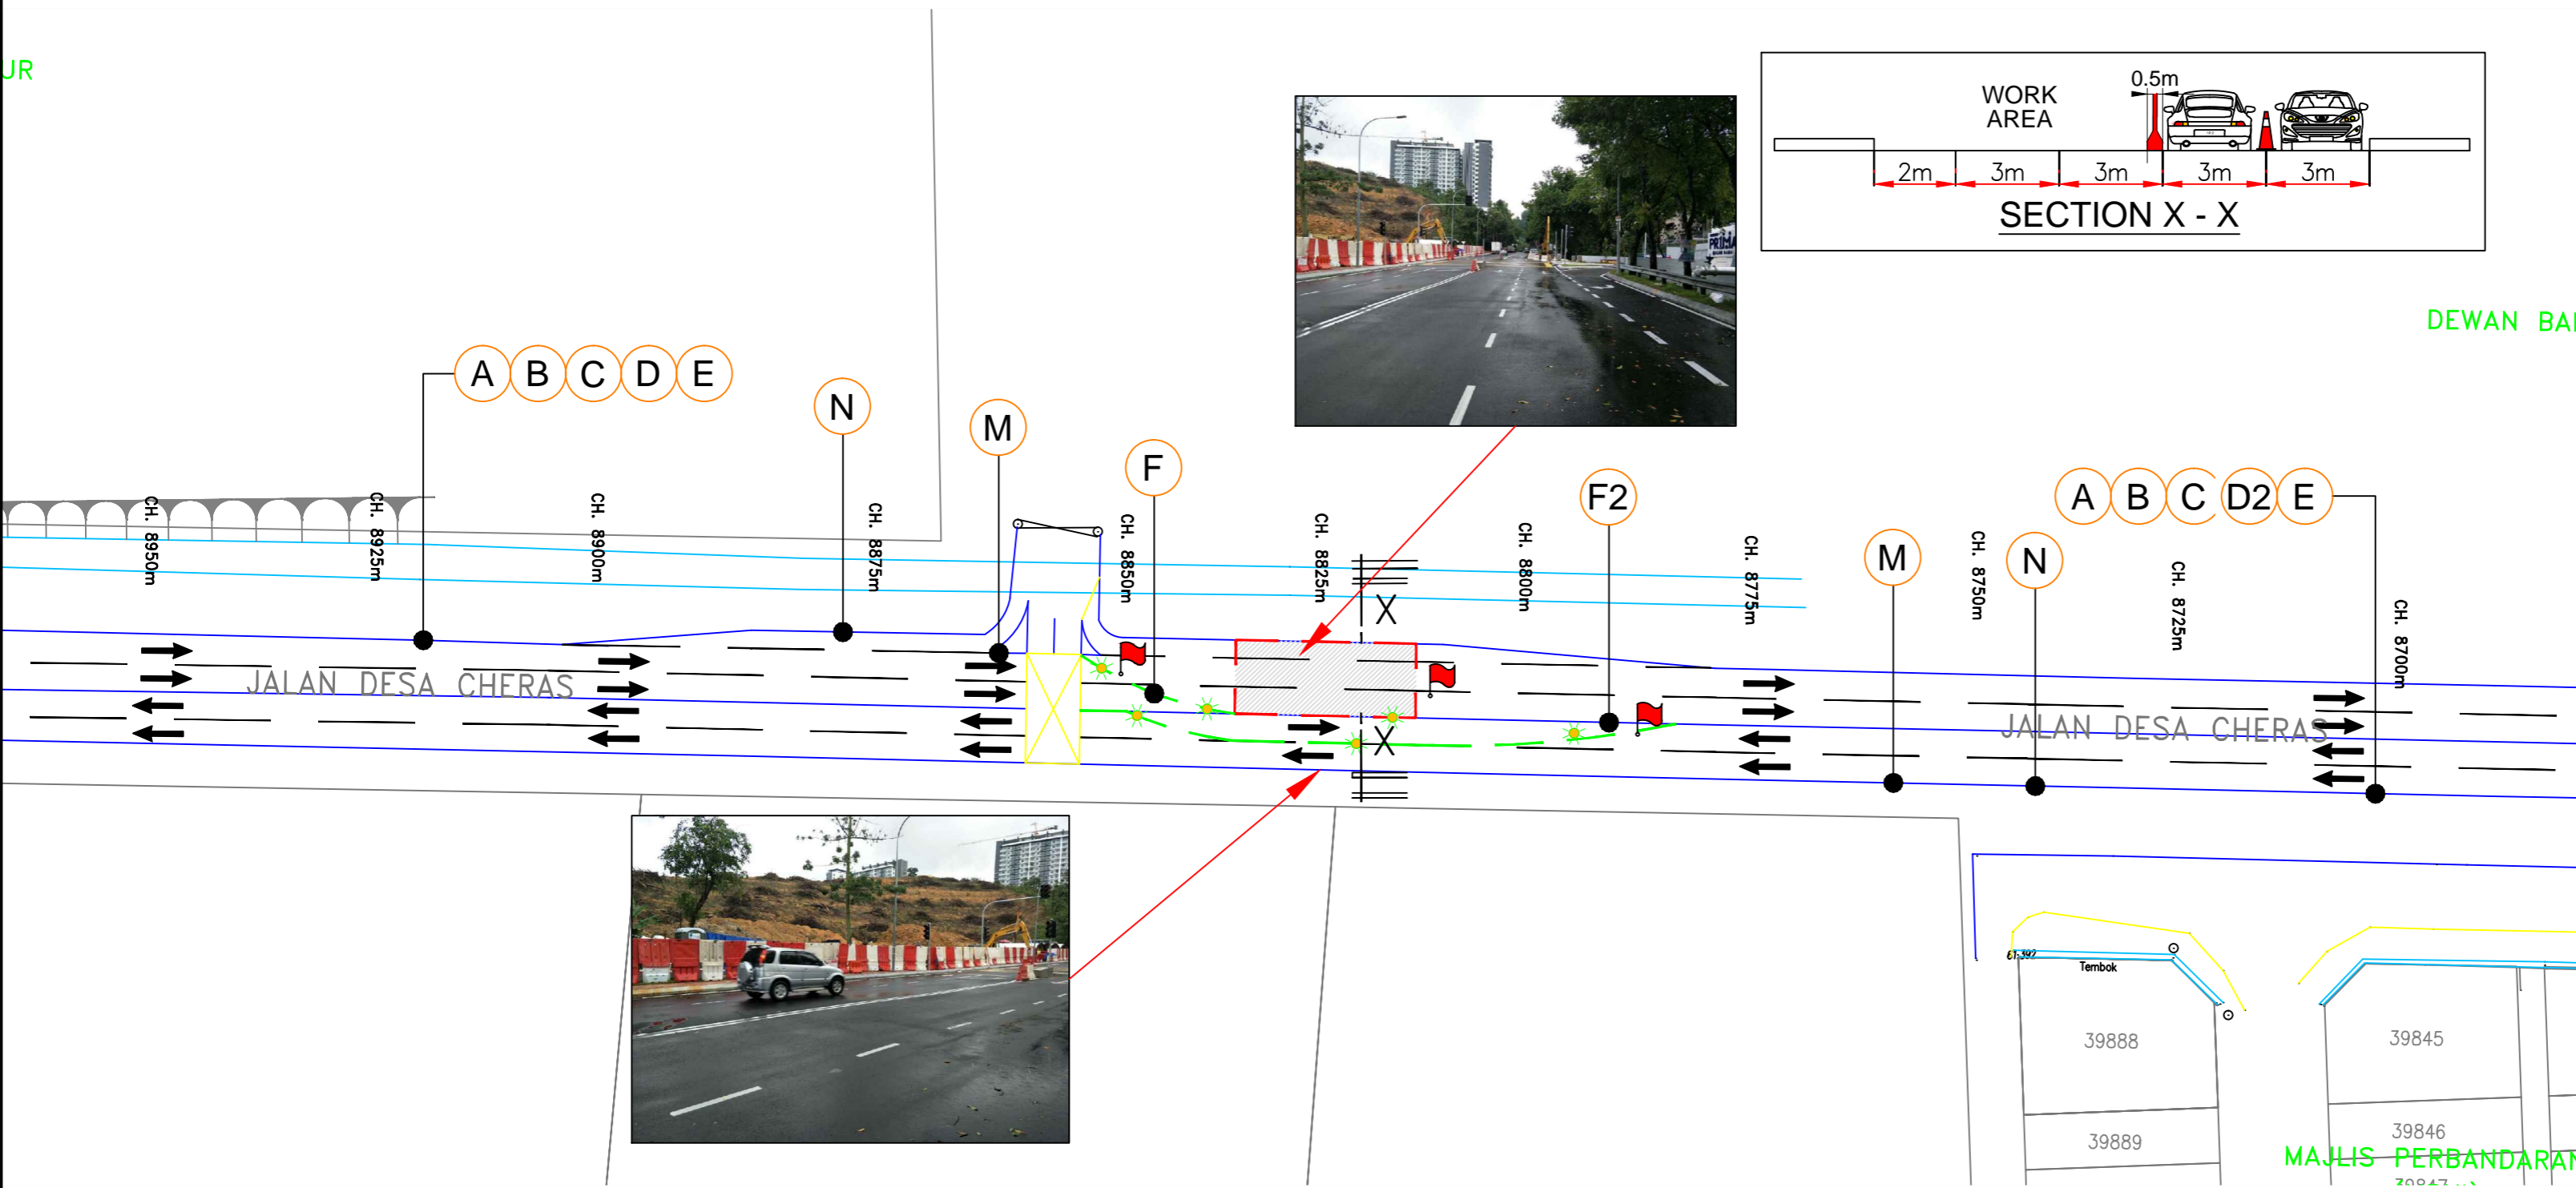 UR
WORK
AREA
0.5m
2m
3m
3m
3m
3m
SECTION X - X
DEWAN BA
A
B
C
D
E
N
M
F
F2
M
N
A
B
C
D2
E
CH. 8950m
CH. 8925m
CH. 8900m
CH. 8875m
CH. 8850m
CH. 8825m
CH. 8800m
CH. 8775m
CH. 8750m
CH. 8725m
CH. 8700m
X
X
JALAN DESA CHERAS
JALAN DESA CHERAS
Tembok
39888
39845
39889
39846
MAJLIS PERBANDARAN
39847